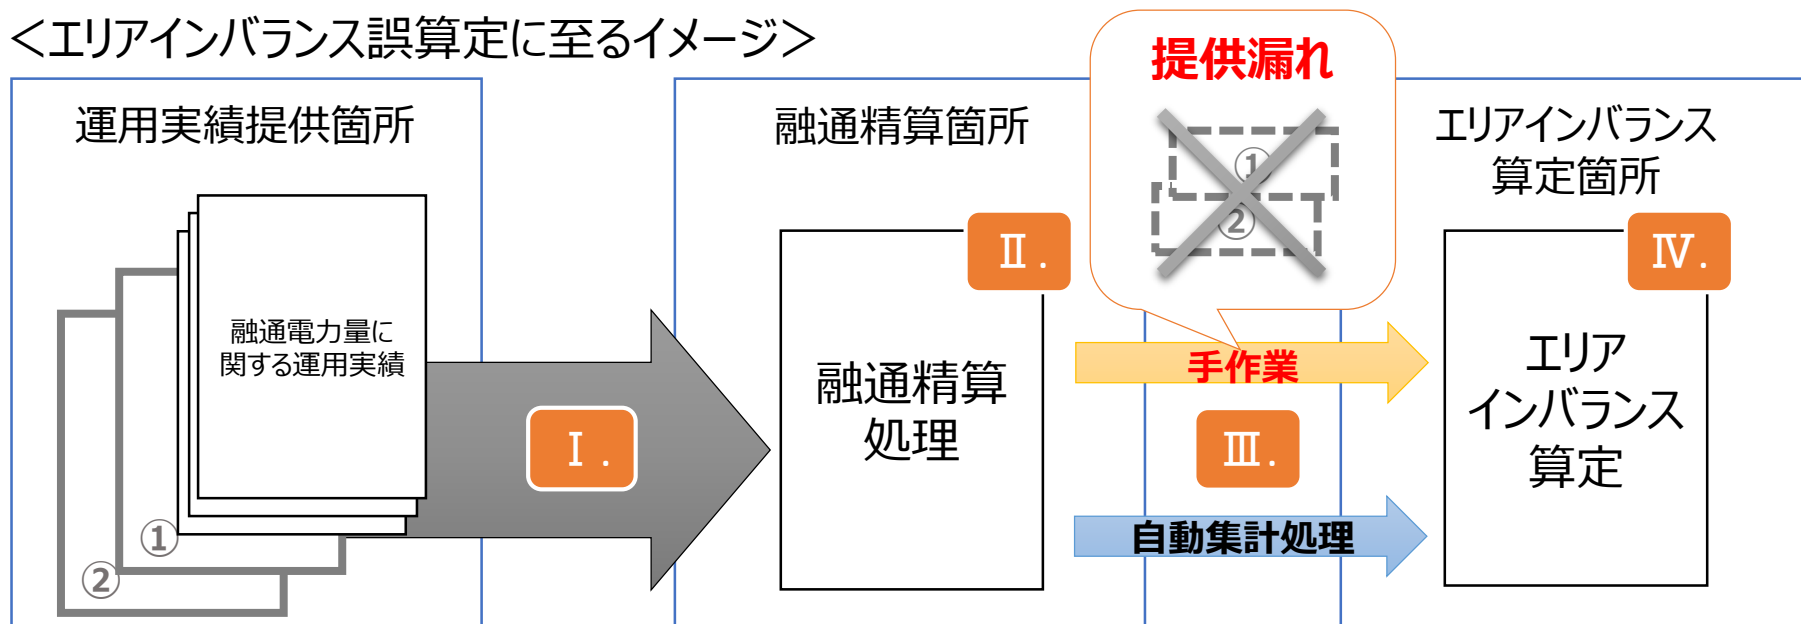 ＜エリアインバランス誤算定に至るイメージ＞
運用実績提供箇所
融通電力量に
関する運用実績
①
②
Ⅰ.
融通精算箇所
Ⅱ.
融通精算
処理
提供漏れ
①
②
手作業
Ⅲ.
自動集計処理
エリアインバランス
算定箇所
Ⅳ.
エリア
インバランス
算定